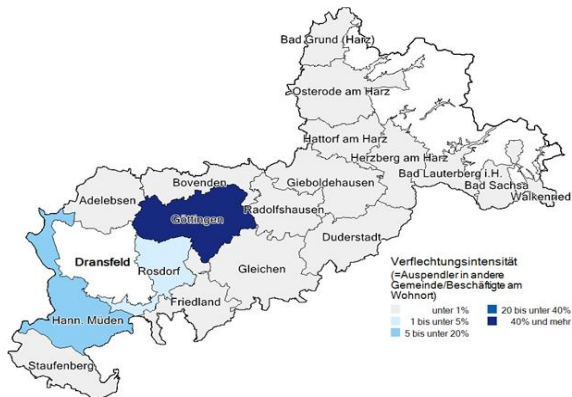 Bad Grund (Harz)
Osterode am Harz
Hattorf am Harz
Herzberg am Harz
Bad Lauterberg i.H.
Bad Sachsa
Walkenried
Bovenden
Gieboldehausen
Adelebsen
Göttingen
Radolfshausen
Duderstadt
Dransfeld
Rosdorf
Gleichen
Friedland
Hann. Müden
Staufenberg
Verflechtungsintensität
(=Auspendler in andere
Gemeinde/Beschäftigte am
Wohnort)
unter 1%
20 bis unter 40%
1 bis unter 5%
40% und mehr
5 bis unter 20%